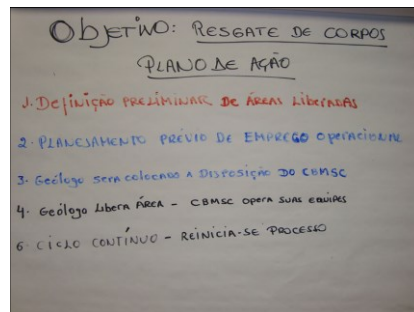 Objetivo: Resgate de Corpos
Plano de Ação
1. Definição preliminar de áreas liberadas
2. Planejamento prévio de emprego operacional
3. Geólogo sera colocado a disposição do CBMSC
4. Geólogo libera área - CBMSC opera suas equipes
6 Ciclo contínuo - Reinicia-se processo